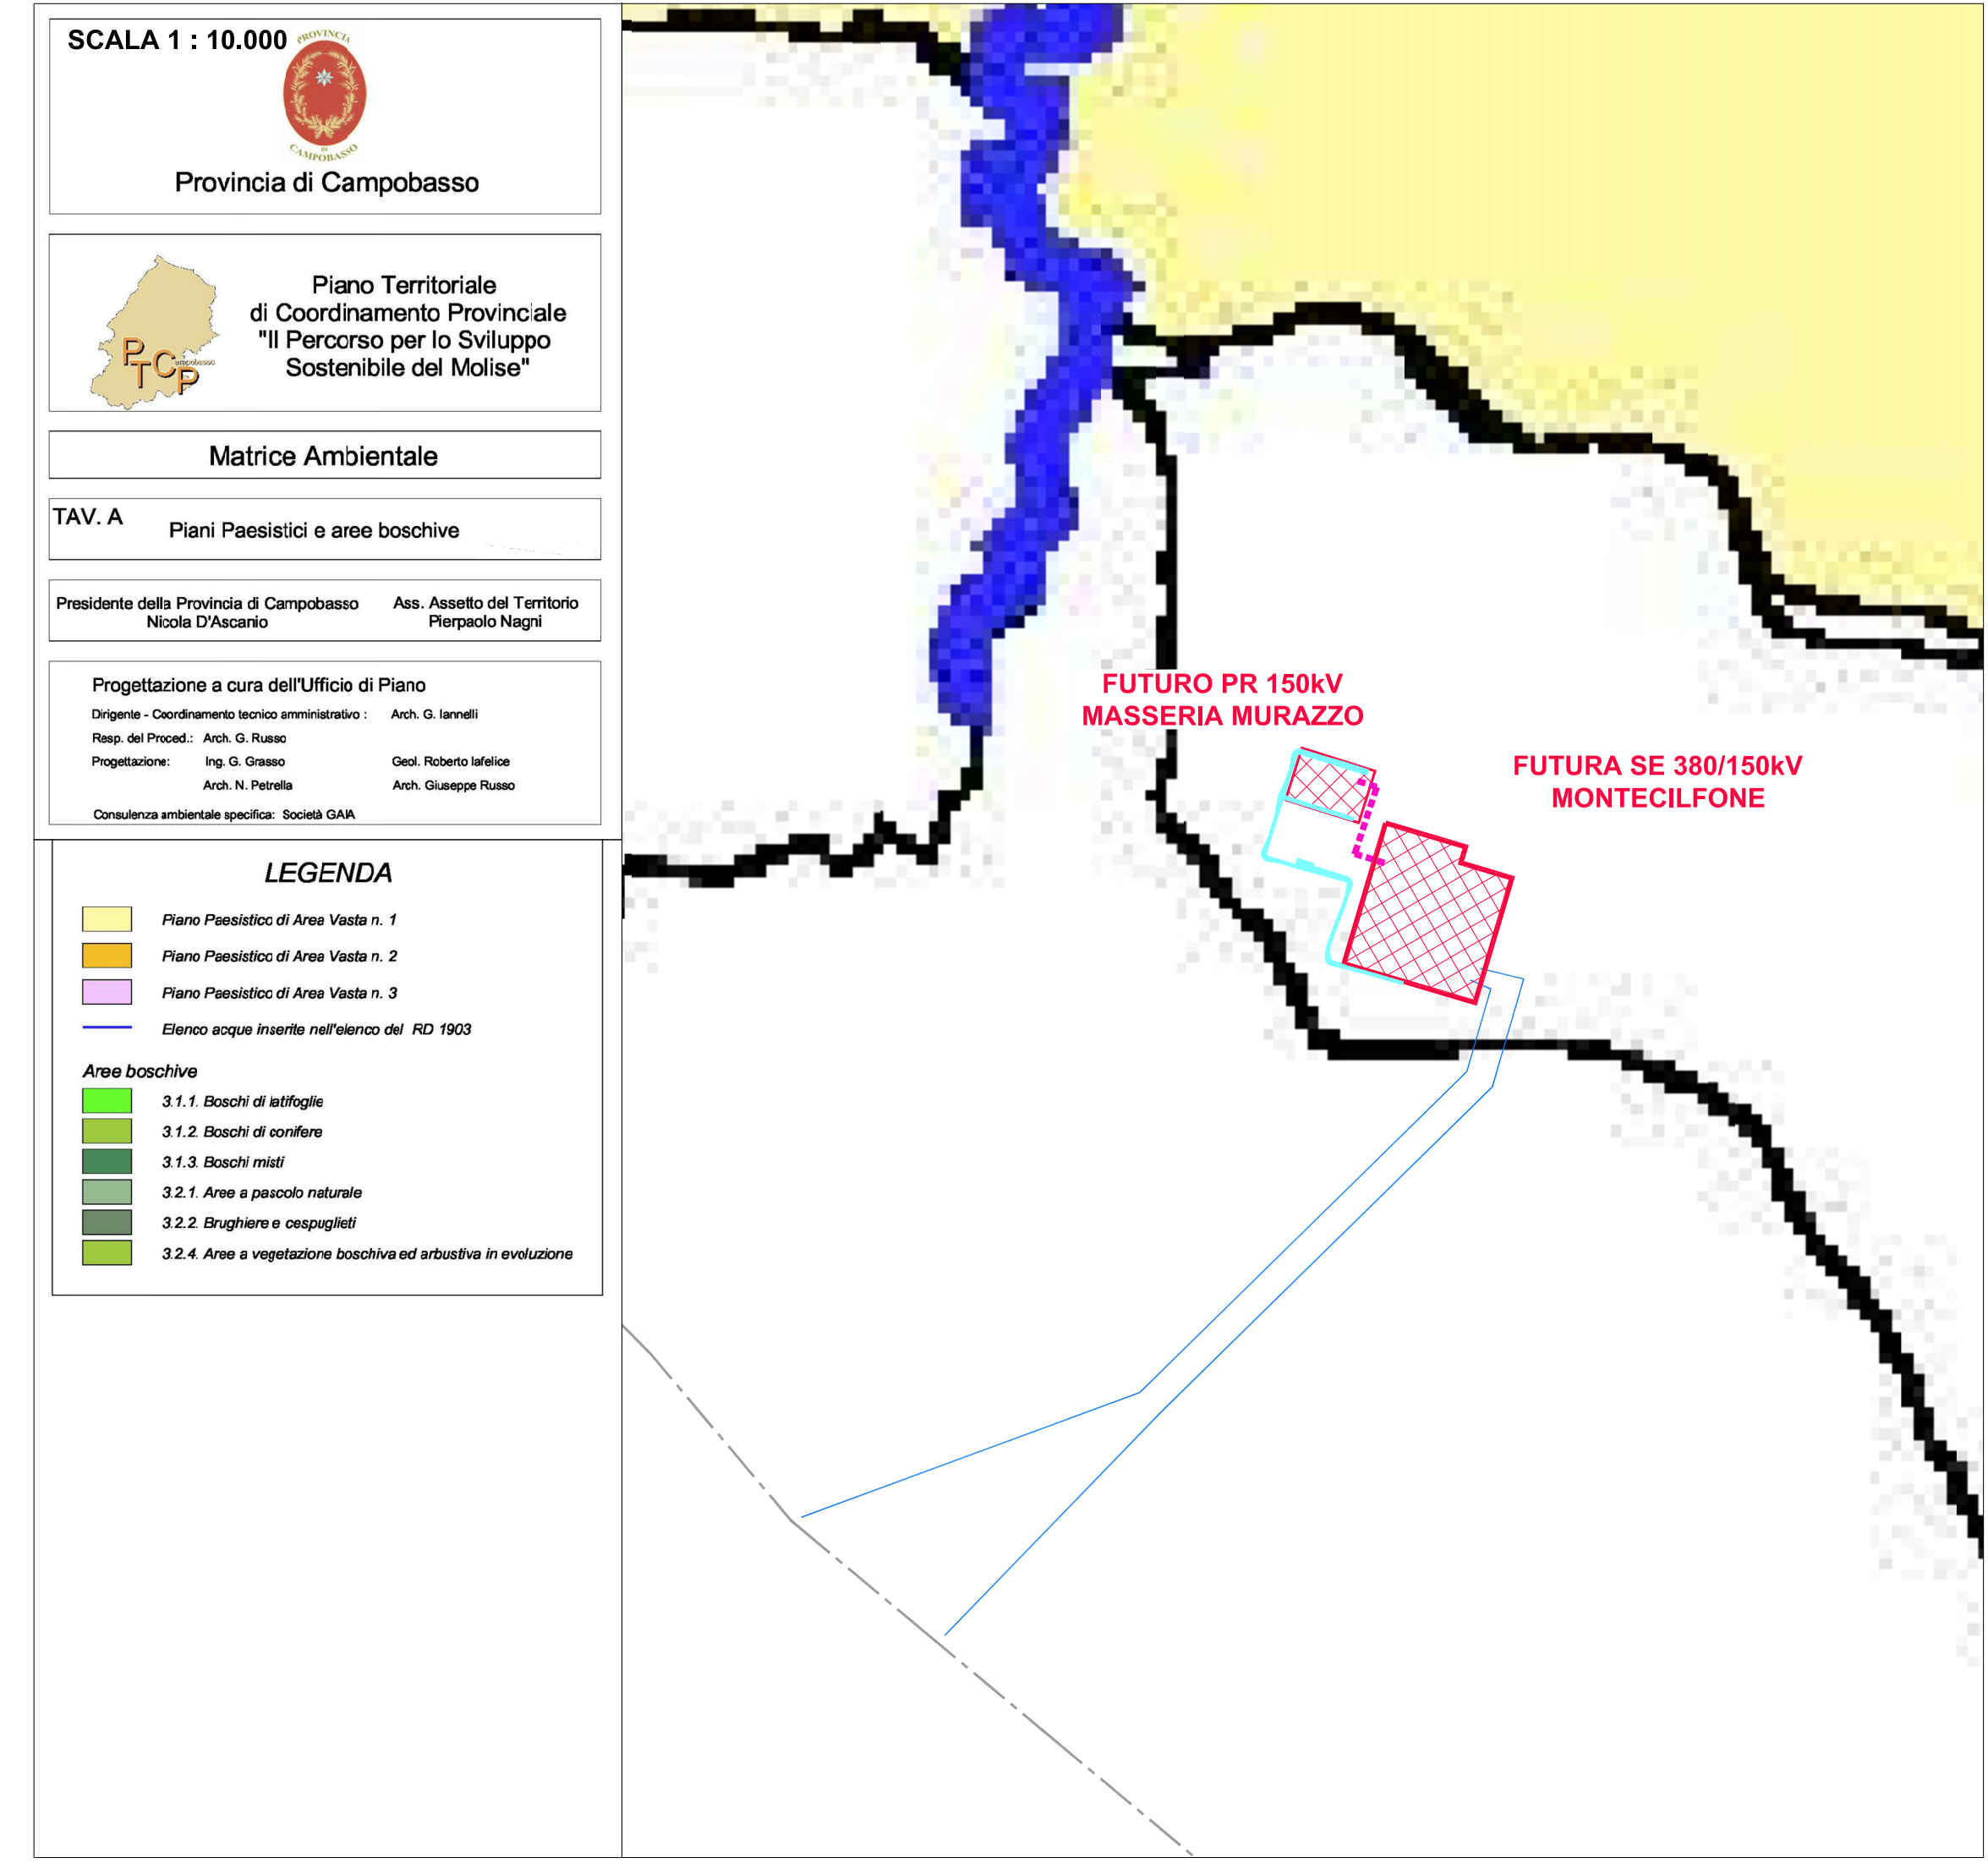 SCALA 1 : 10.000
PROVINCIA
DI
CAMPOBASSO
Provincia di Campobasso
PTCP
ampobasso
Piano Territoriale
di Coordinamento Provinciale
"Il Percorso per lo Sviluppo
Sostenibile del Molise"
Matrice Ambientale
TAV. A
Piani Paesistici e aree boschive
Presidente della Provincia di Campobasso
Nicola D'Ascanio
Ass. Assetto del Territorio
Pierpaolo Nagni
Progettazione a cura dell'Ufficio di Piano
Dirigente - Coordinamento tecnico amministrativo : Arch. G. Iannelli
Resp. del Proced.: Arch. G. Russo
Progettazione: Ing. G. Grasso Geol. Roberto Iafelice
Arch. N. Petrella Arch. Giuseppe Russo
Consulenza ambientale specifica: Società GAIA
LEGENDA
Piano Paesistico di Area Vasta n. 1
Piano Paesistico di Area Vasta n. 2
Piano Paesistico di Area Vasta n. 3
Elenco acque inserite nell'elenco del RD 1903
Aree boschive
3.1.1. Boschi di latifoglie
3.1.2. Boschi di conifere
3.1.3. Boschi misti
3.2.1. Aree a pascolo naturale
3.2.2. Brughiere e cespuglieti
3.2.4. Aree a vegetazione boschiva ed arbustiva in evoluzione
FUTURO PR 150kV
MASSERIA MURAZZO
FUTURA SE 380/150kV
MONTECILFONE